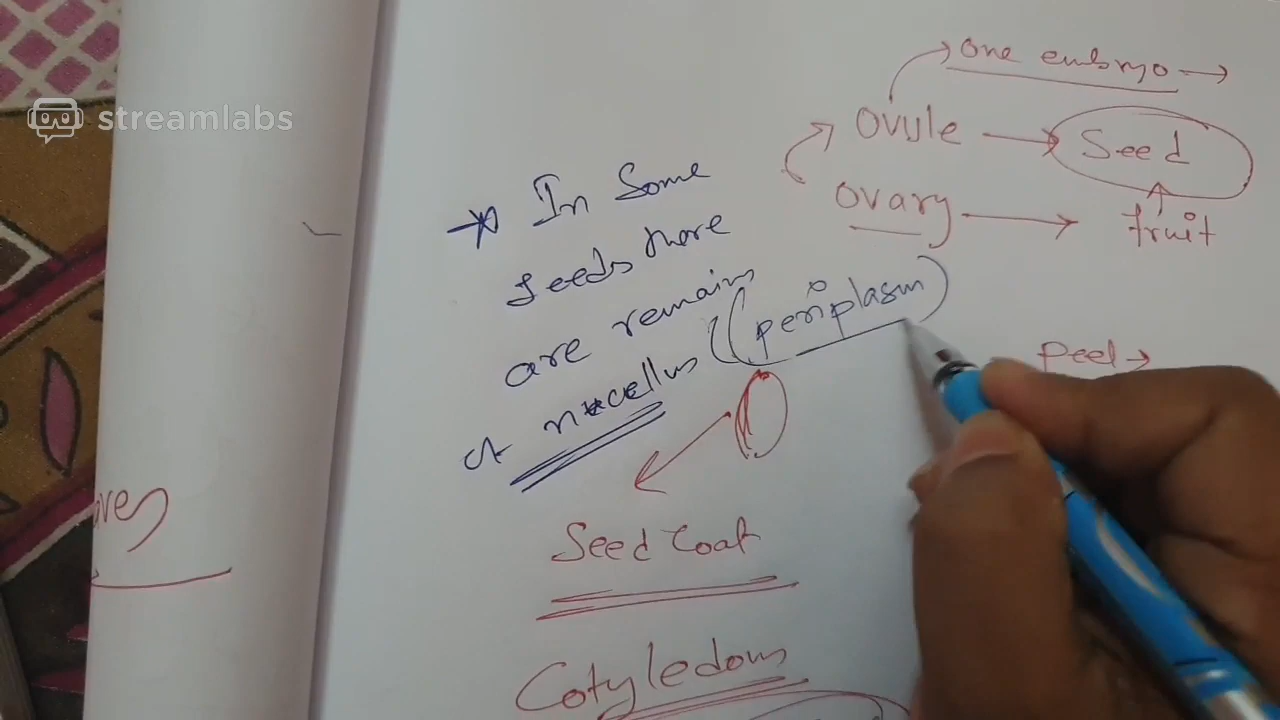 streamlabs
One embryo →
Ovule → Seed
Ovary → fruit
→ In Some
Seeds there
are remains
of nucellus (periplasm)
Peel →
Seed Coat
Cotyledons